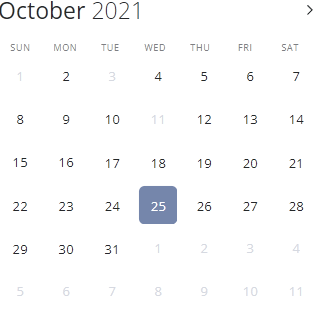 October 2021
SUN MON TUE WED THU FRI SAT
1 2 3 4 5 6 7
8 9 10 11 12 13 14
15 16 17 18 19 20 21
22 23 24 25 26 27 28
29 30 31 1 2 3 4
5 6 7 8 9 10 11